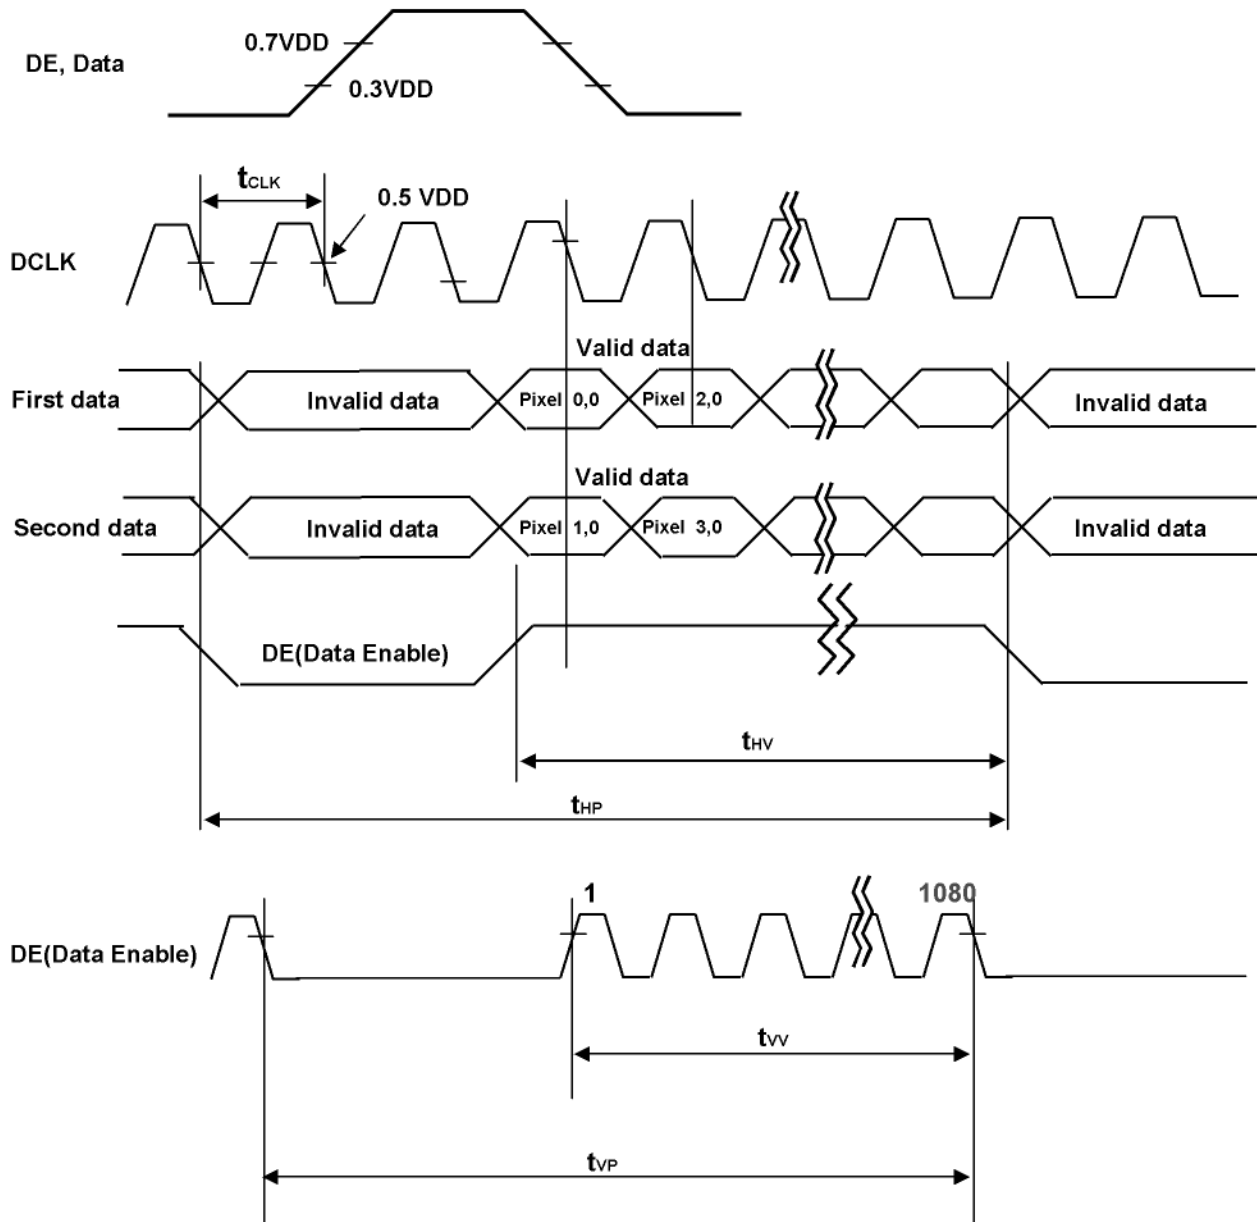 0.7VDD
DE, Data
0.3VDD
tCLK
0.5 VDD
DCLK
Valid data
First data
Invalid data
Pixel 0,0
Pixel 2,0
Invalid data
Valid data
Second data
Invalid data
Pixel 1,0
Pixel 3,0
Invalid data
DE(Data Enable)
tHV
tHP
1
1080
DE(Data Enable)
tVV
tVP